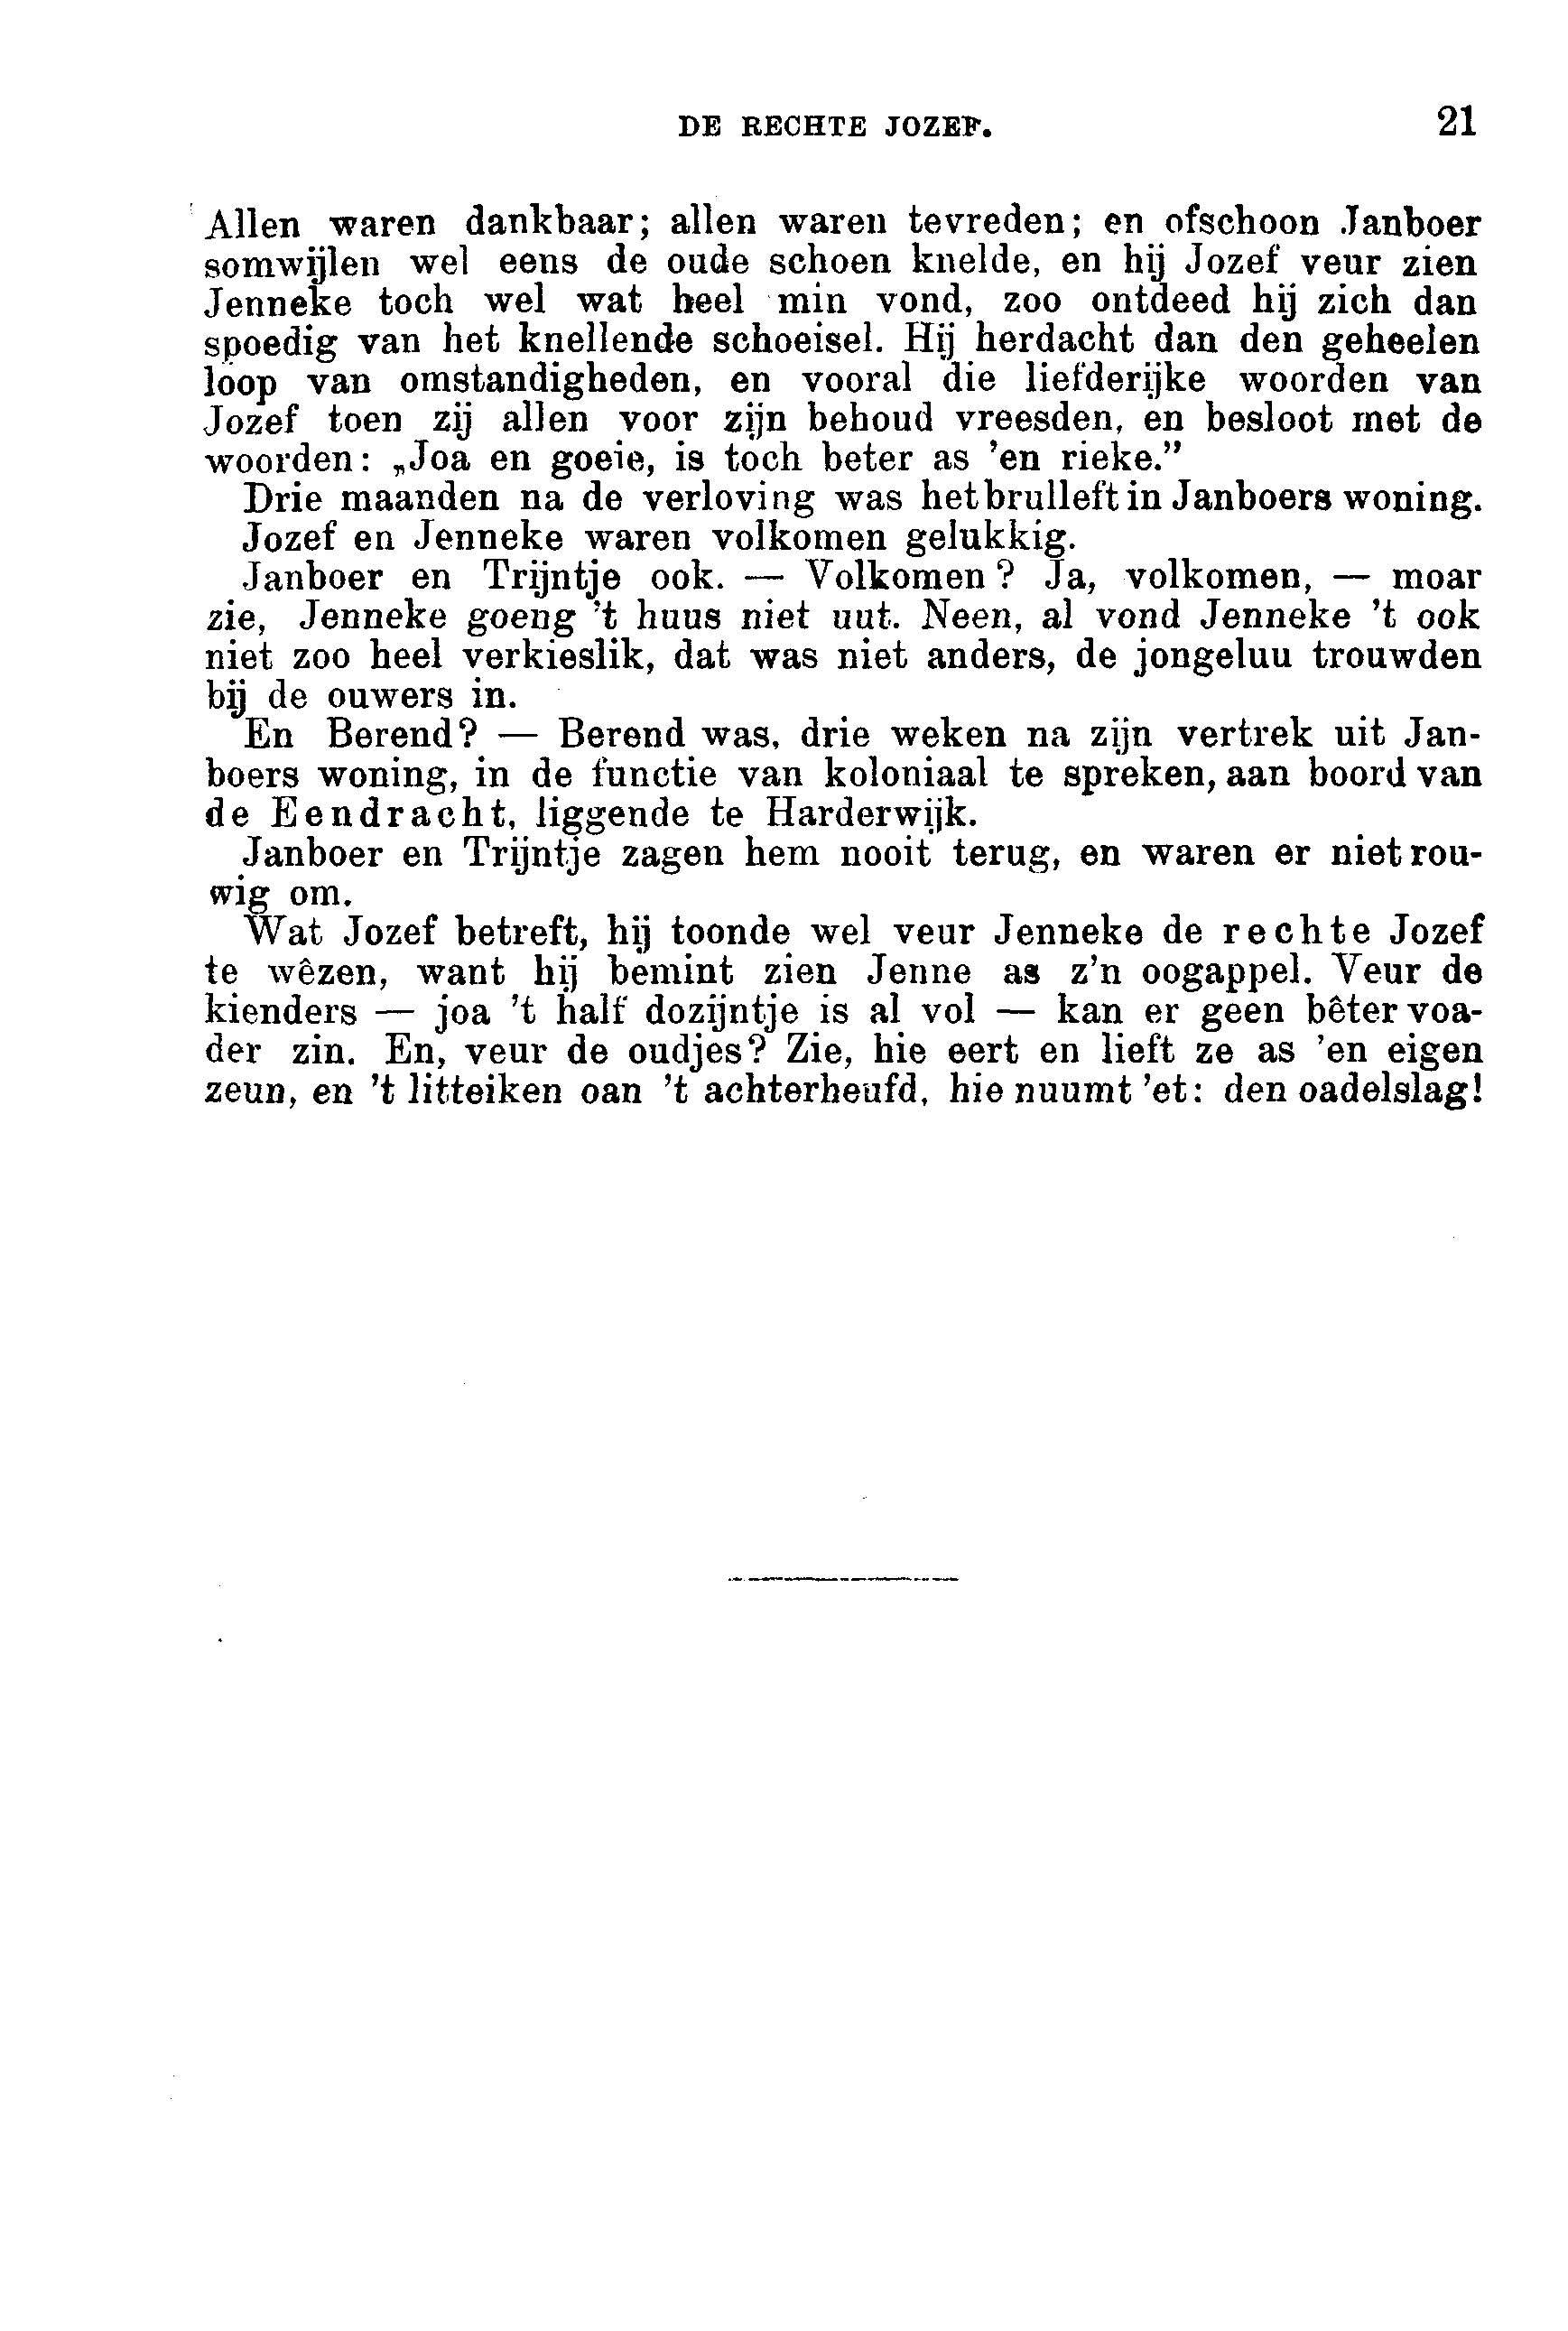 DE RECHTE JOZEF. 21
Allen waren dankbaar; allen waren tevreden; en ofschoon Janboer
somwijlen wel eens de oude schoen knelde, en hij Jozef veur zien
Jenneke toch wel wat heel min vond, zoo ontdeed hij zich dan
spoedig van het knellende schoeisel. Hij herdacht dan den geheelen
loop van omstandigheden, en vooral die liefderijke woorden van
Jozef toen zij allen voor zijn behoud vreesden, en besloot met de
woorden: „Joa en goeie, is toch beter as ’en rieke.”
Drie maanden na de verloving was het brulleft in Janboers woning.
Jozef en Jenneke waren volkomen gelukkig.
Janboer en Trijntje ook. — Volkomen? Ja, volkomen, — moar
zie, Jenneke goeng ’t huus niet uut. Neen, al vond Jenneke ’t ook
niet zoo heel verkieslik, dat was niet anders, de jongeluu trouwden
bij de ouwers in.
En Berend? — Berend was, drie weken na zijn vertrek uit Jan-
boers woning, in de functie van koloniaal te spreken, aan boord van
de Eendracht, liggende te Harderwijk.
Janboer en Trijntje zagen hem nooit terug, en waren er niet rou-
wig om.
Wat Jozef betreft, hij toonde wel veur Jenneke de rechte Jozef
te wêzen, want hij bemint zien Jenne as z’n oogappel. Veur de
kienders — joa ’t half dozijntje is al vol — kan er geen bêter voa-
der zin. En, veur de oudjes? Zie, hie eert en lieft ze as ’en eigen
zeun, en ’t litteiken oan ’t achterheufd, hie nuumt ’et: den oadelslag!